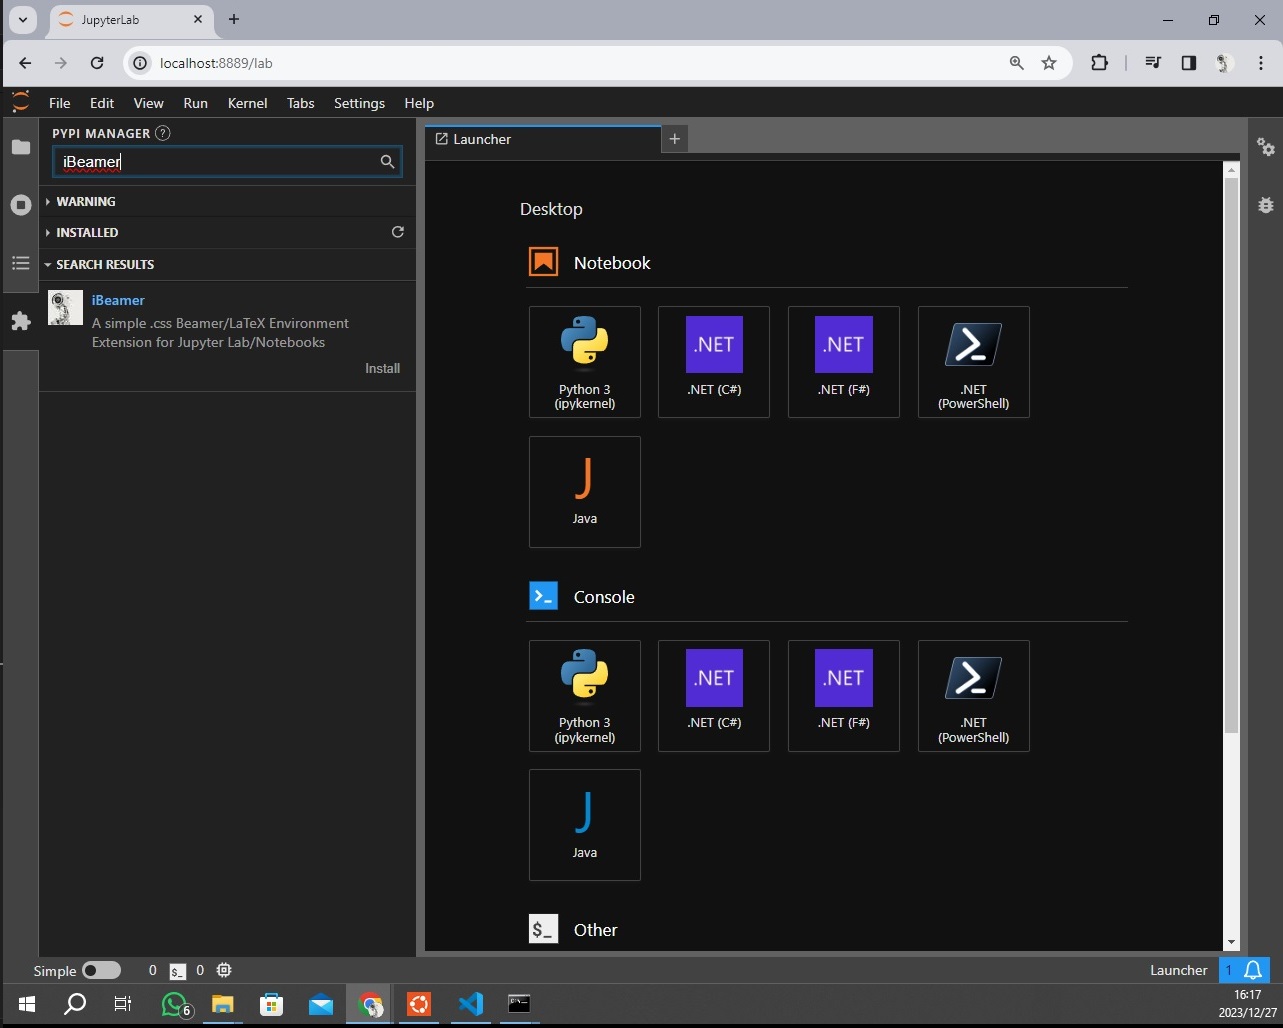 JupyterLab
localhost:8889/lab
File Edit View Run Kernel Tabs Settings Help
PYPI MANAGER ?
iBeamer
WARNING
INSTALLED
SEARCH RESULTS
iBeamer
A simple .css Beamer/LaTeX Environment
Extension for Jupyter Lab/Notebooks
Install
Launcher
Desktop
Notebook
Python 3
(ipykernel)
.NET
.NET (C#)
.NET
.NET (F#)
.NET
(PowerShell)
J
Java
Console
Python 3
(ipykernel)
.NET
.NET (C#)
.NET
.NET (F#)
.NET
(PowerShell)
J
Java
$_ Other
Simple 0 $_ 0
Launcher 1
6
16:17
2023/12/27